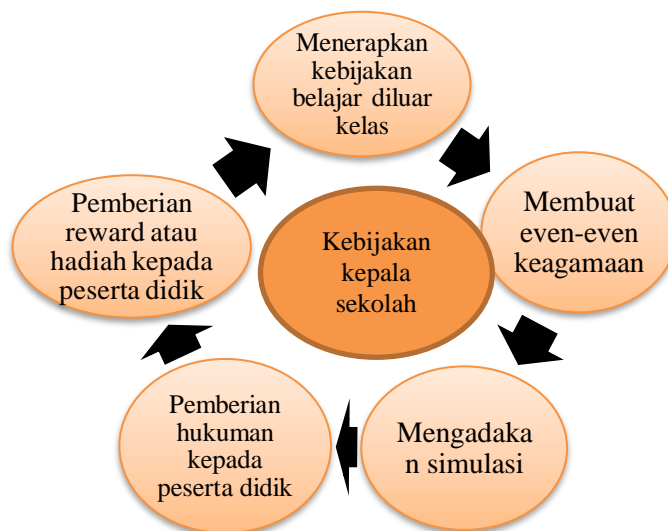 Menerapkan
kebijakan
belajar diluar
kelas
Membuat
even-even
keagamaan
Mengadaka
n simulasi
Pemberian
hukuman
kepada
peserta didik
Pemberian
reward atau
hadiah kepada
peserta didik
Kebijakan
kepala
sekolah